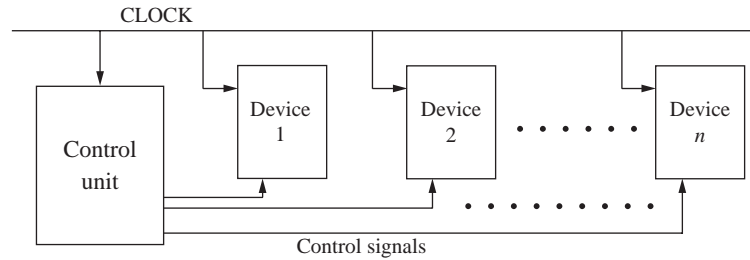 CLOCK
Control
unit
Device
1
Device
2
Device
n
Control signals